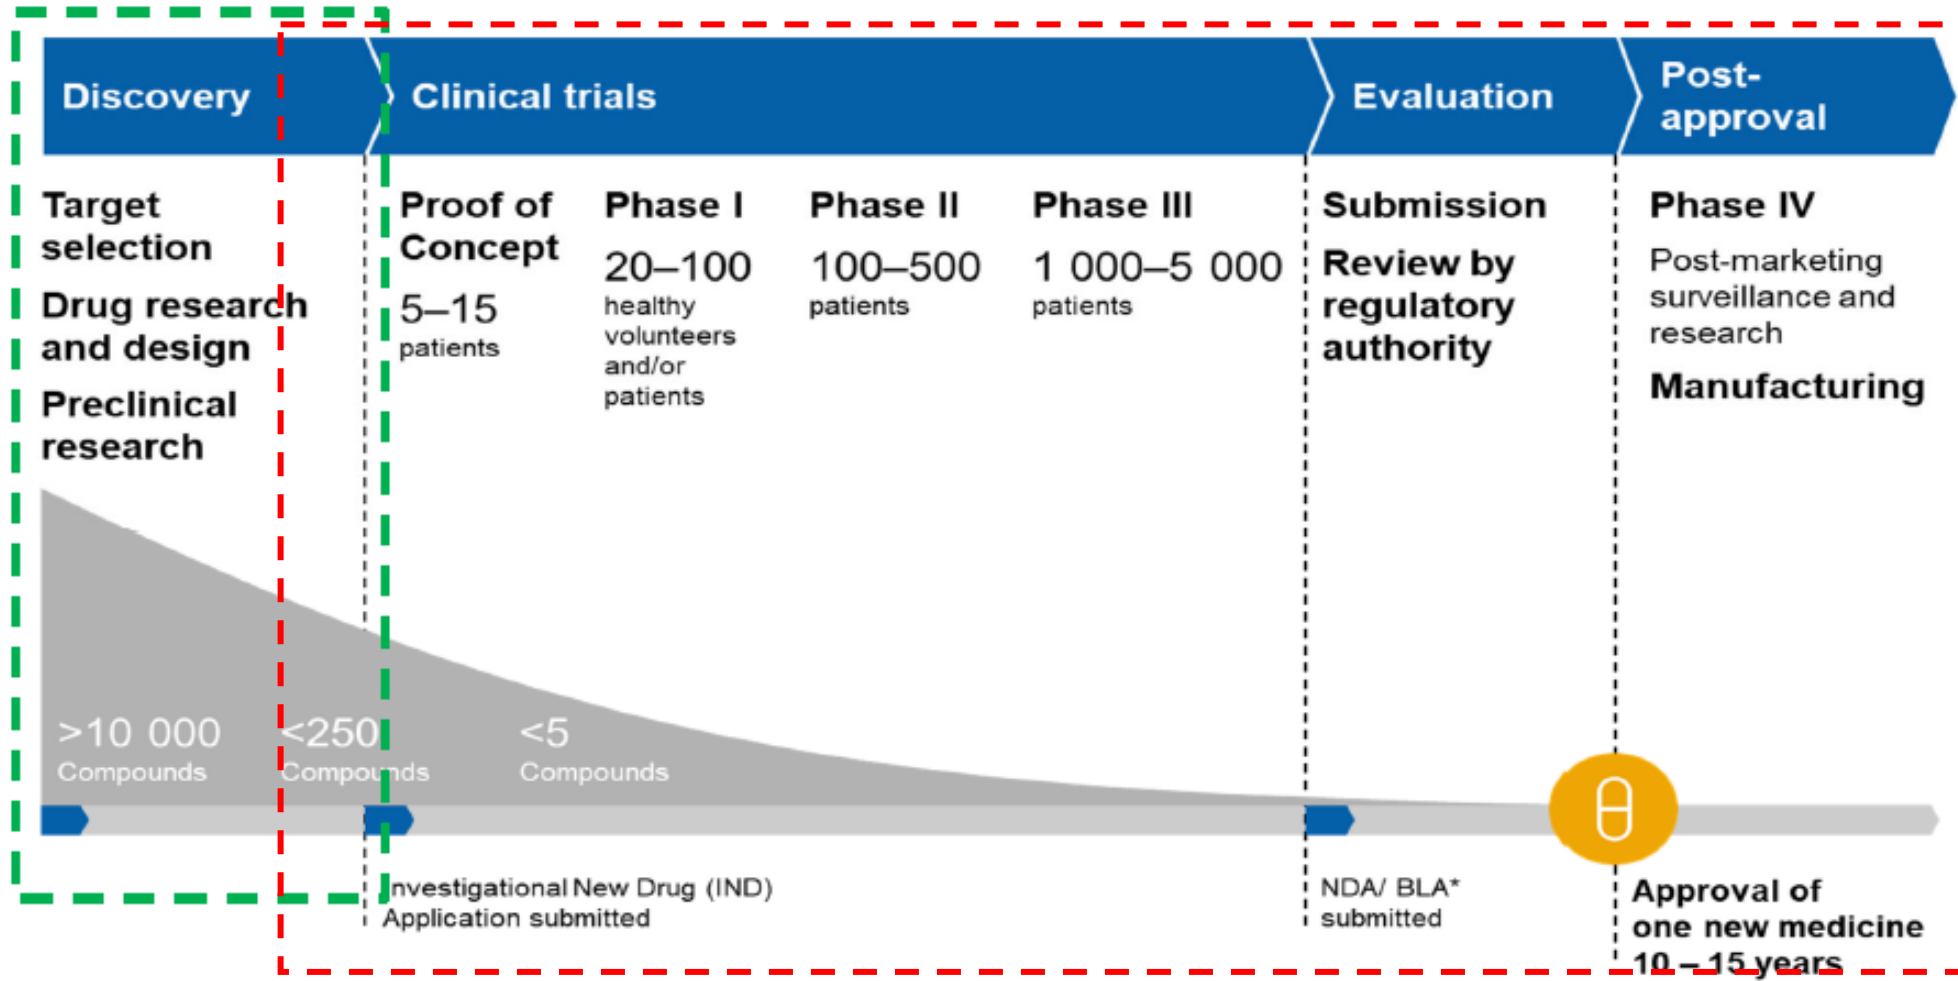 Discovery
Clinical trials
Evaluation
Post-
approval
Target
selection
Drug research
and design
Preclinical
research
Proof of
Concept
5–15
patients
Phase I
20–100
healthy
volunteers
and/or
patients
Phase II
100–500
patients
Phase III
1 000–5 000
patients
Submission
Review by
regulatory
authority
Phase IV
Post-marketing
surveillance and
research
Manufacturing
>10 000
Compounds
<250
Compounds
<5
Compounds
Investigational New Drug (IND)
Application submitted
NDA/ BLA*
submitted
Approval of
one new medicine
10 – 15 years